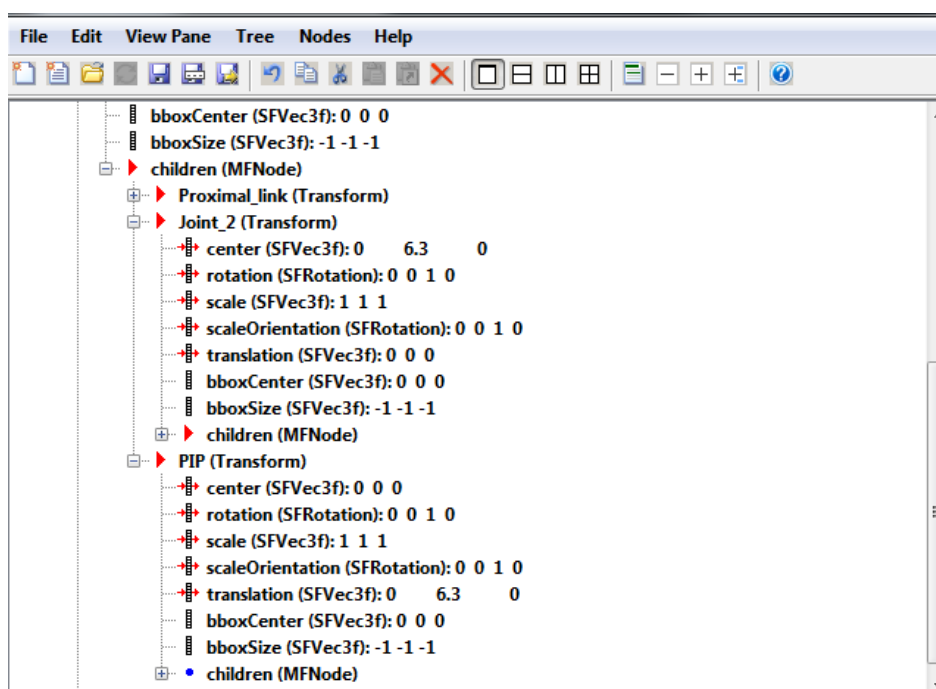 File Edit View Pane Tree Nodes Help
bboxCenter (SFVec3f): 0 0 0
bboxSize (SFVec3f): -1 -1 -1
children (MFNode)
Proximal_link (Transform)
Joint_2 (Transform)
center (SFVec3f): 0 6.3 0
rotation (SFRotation): 0 0 1 0
scale (SFVec3f): 1 1 1
scaleOrientation (SFRotation): 0 0 1 0
translation (SFVec3f): 0 0 0
bboxCenter (SFVec3f): 0 0 0
bboxSize (SFVec3f): -1 -1 -1
children (MFNode)
PIP (Transform)
center (SFVec3f): 0 0 0
rotation (SFRotation): 0 0 1 0
scale (SFVec3f): 1 1 1
scaleOrientation (SFRotation): 0 0 1 0
translation (SFVec3f): 0 6.3 0
bboxCenter (SFVec3f): 0 0 0
bboxSize (SFVec3f): -1 -1 -1
children (MFNode)